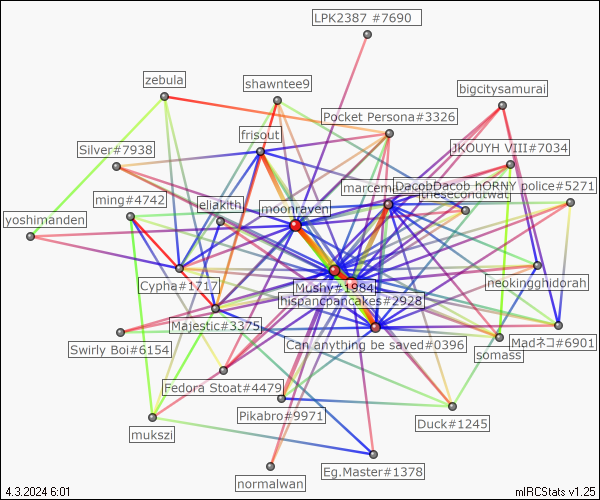 LPK2387 #7690
zebula
shawntee9
bigcitysamurai
Pocket Persona#3326
frisout
JKOUYH VIII#7034
Silver#7938
DacobDacob hORNY police#5271
ming#4742
eliakith
moonraven
yoshimanden
Cypha#1717
Mushy#1984
neokingghidorah
hispancpancakes#2928
Majestic#3375
Can anything be saved#0396
Madネコ#6901
Swirly Boi#6154
somass
Fedora Stoat#4479
Pikabro#9971
Duck#1245
mukszi
Eg.Master#1378
normalwan
4.3.2024 6:01
mIRCStats v1.25